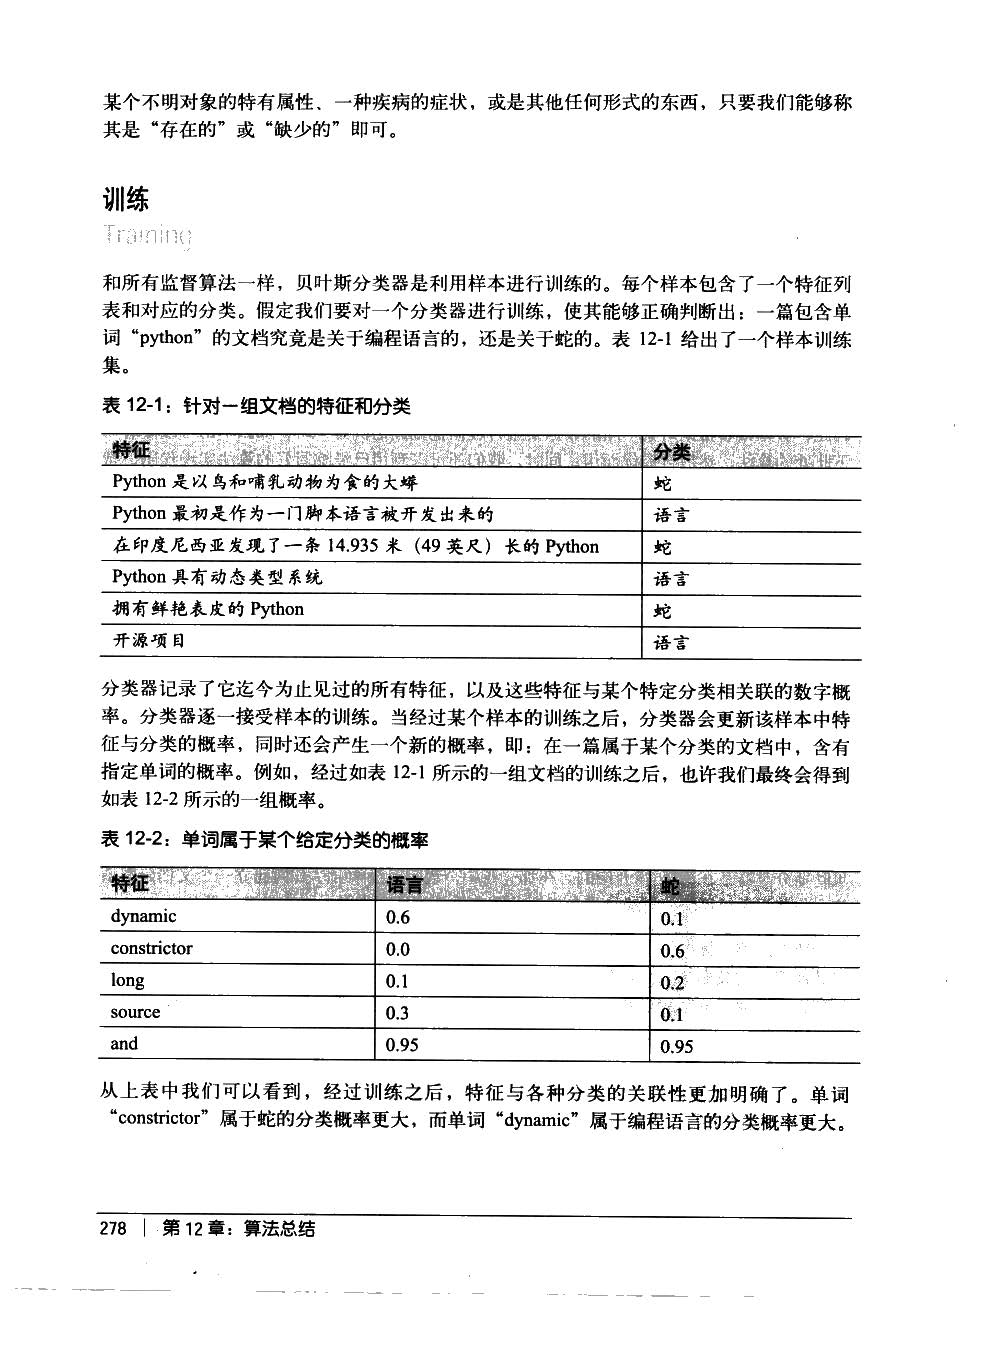 某个不明对象的特有属性、一种疾病的症状，或是其他任何形式的东西，只要我们能够称
其是“存在的”或“缺少的”即可。
训练
Training
和所有监督算法一样，贝叶斯分类器是利用样本进行训练的。每个样本包含了一个特征列
表和对应的分类。假定我们要对一个分类器进行训练，使其能够正确判断出：一篇包含单
词“python”的文档究竟是关于编程语言的，还是关于蛇的。表 12-1 给出了一个样本训练
集。
表 12-1：针对一组文档的特征和分类
特征 分类
Python 是以鸟和哺乳动物为食的大蟒 蛇
Python 最初是作为一门脚本语言被开发出来的 语言
在印度尼西亚发现了一条 14.935 米（49 英尺）长的 Python 蛇
Python 具有动态类型系统 语言
拥有鲜艳表皮的 Python 蛇
开源项目 语言
分类器记录了它迄今为止见过的所有特征，以及这些特征与某个特定分类相关联的数字概
率。分类器逐一接受样本的训练。当经过某个样本的训练之后，分类器会更新该样本中特
征与分类的概率，同时还会产生一个新的概率，即：在一篇属于某个分类的文档中，含有
指定单词的概率。例如，经过如表 12-1 所示的一组文档的训练之后，也许我们最终会得到
如表 12-2 所示的一组概率。
表 12-2：单词属于某个给定分类的概率
特征 语言 蛇
dynamic 0.6 0.1
constrictor 0.0 0.6
long 0.1 0.2
source 0.3 0.1
and 0.95 0.95
从上表中我们可以看到，经过训练之后，特征与各种分类的关联性更加明确了。单词
“constrictor”属于蛇的分类概率更大，而单词“dynamic”属于编程语言的分类概率更大。
278 | 第 12 章：算法总结